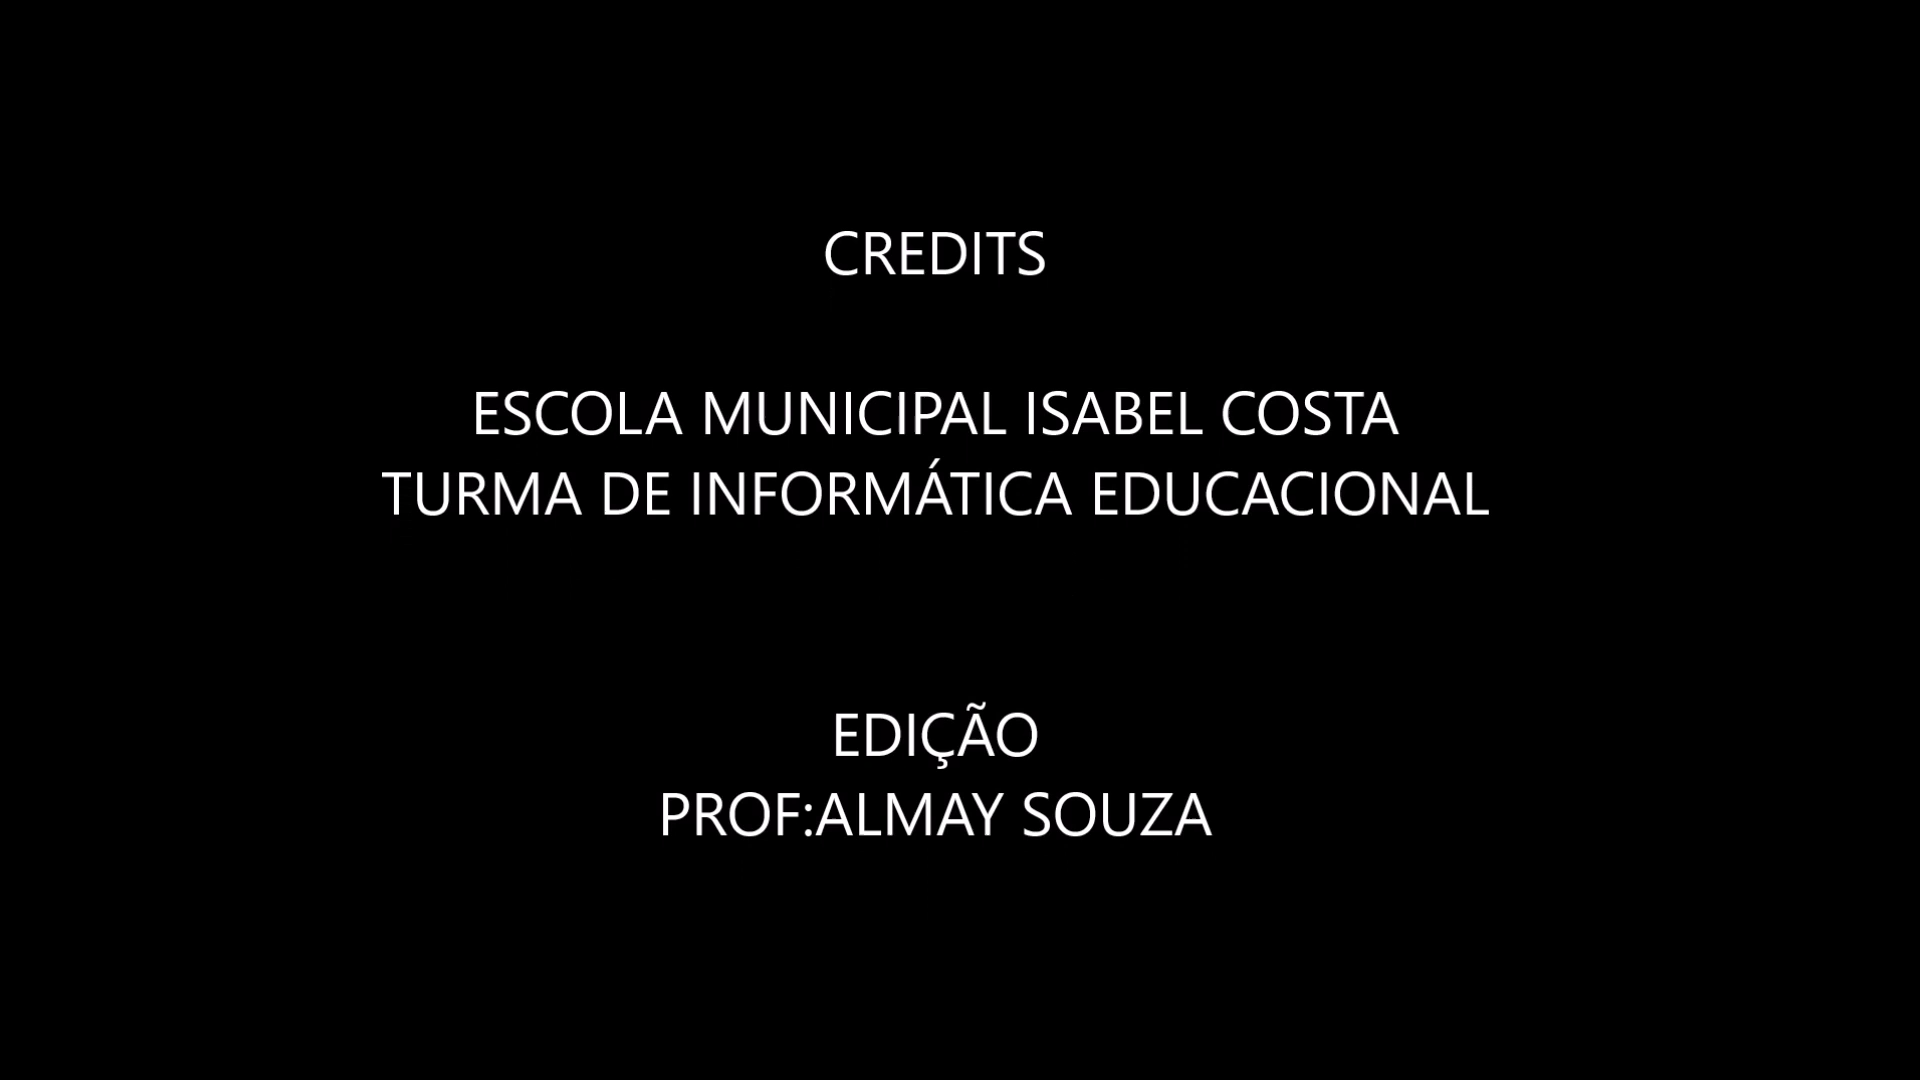 CREDITS
ESCOLA MUNICIPAL ISABEL COSTA
TURMA DE INFORMÁTICA EDUCACIONAL
EDIÇÃO
PROF:ALMAY SOUZA